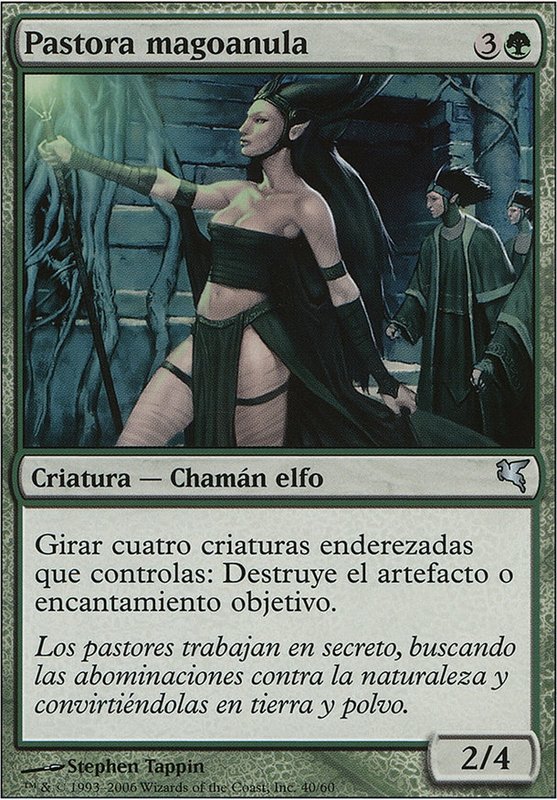 Pastora magoanula 3
Criatura — Chamán elfo
Girar cuatro criaturas enderezadas
que controlas: Destruye el artefacto o
encantamiento objetivo.
Los pastores trabajan en secreto, buscando
las abominaciones contra la naturaleza y
convirtiéndolas en tierra y polvo.
2/4
Stephen Tappin
™ & © 1993-2006 Wizards of the Coast, Inc. 40/60